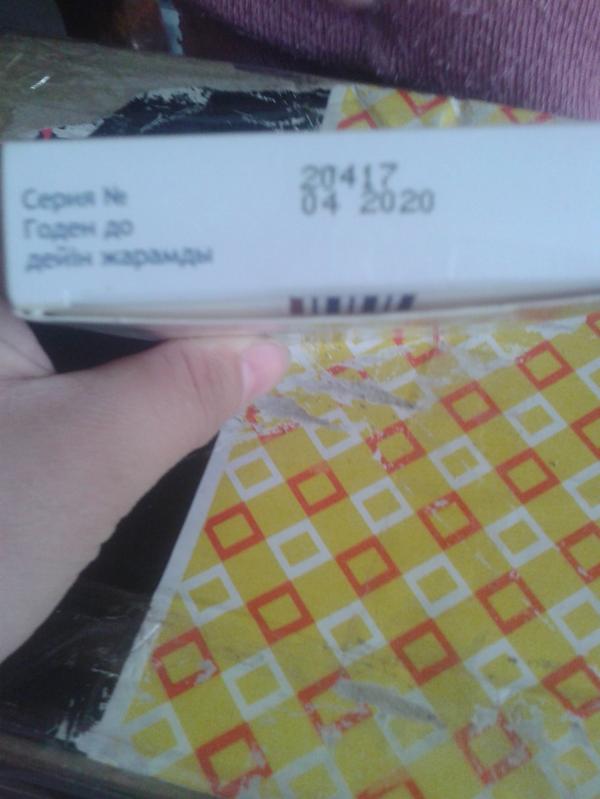 Серия № 20417
Годен до 04 2020
дейін жарамды